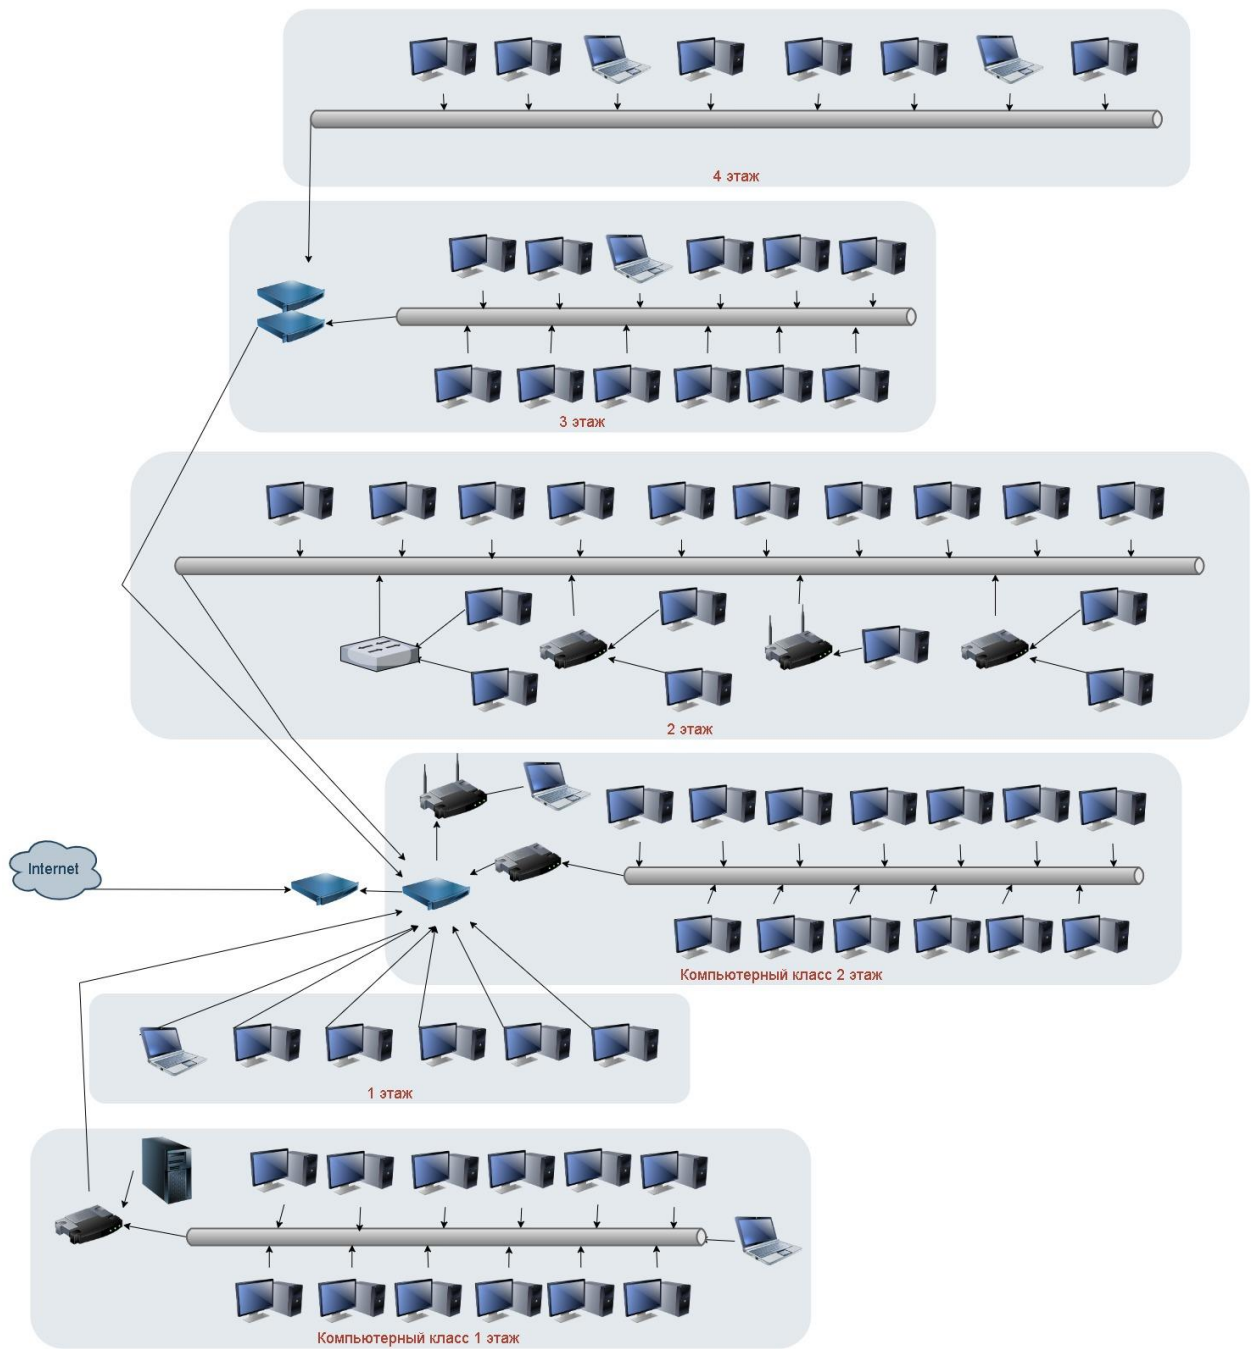 4 этаж
3 этаж
2 этаж
Internet
Компьютерный класс 2 этаж
1 этаж
Компьютерный класс 1 этаж